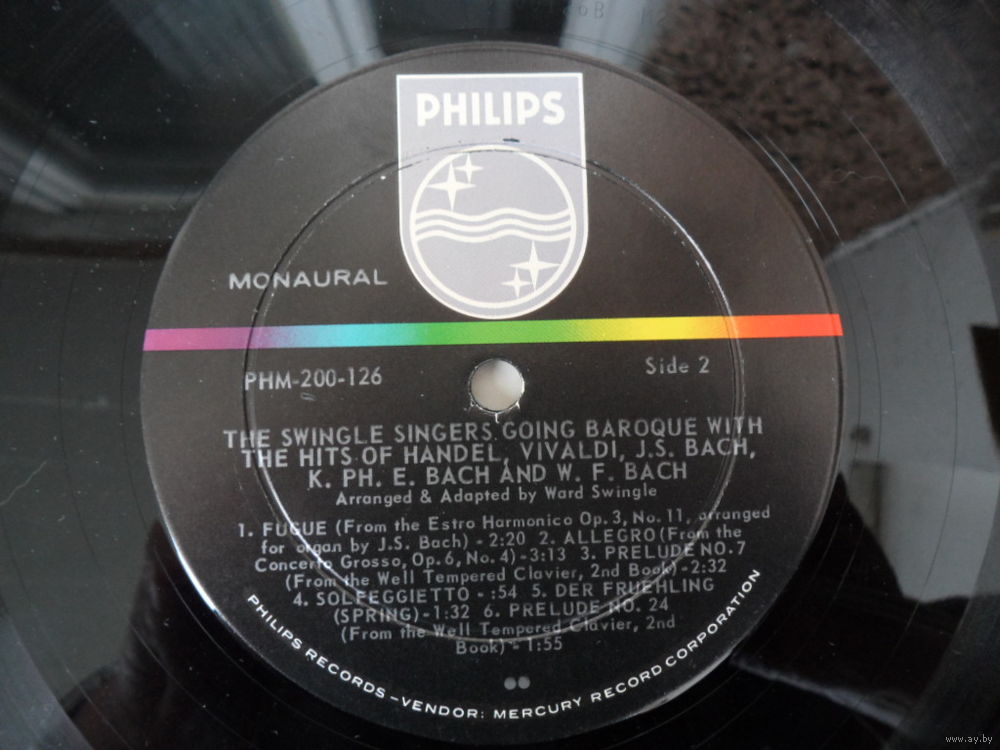 PHILIPS
MONAURAL
PHM-200-126
Side 2
THE SWINGLE SINGERS GOING BAROQUE WITH
THE HITS OF HANDEL, VIVALDI, J.S. BACH,
K. PH. E. BACH AND W. F. BACH
Arranged & Adapted by Ward Swingle
1. FUGUE (From the Estro Harmonico Op. 3, No. 11, arranged
for organ by J.S. Bach) - 2:20 2. ALLEGRO (From the
Concerto Grosso, Op. 6, No. 4) - 3:13 3. PRELUDE NO. 7
(From the Well Tempered Clavier, 2nd Book) - 2:32
4. SOLFEGGIETTO - :54 5. DER FRUEHLING
(SPRING) - 1:32 6. PRELUDE NO. 24
(From the Well Tempered Clavier, 2nd
Book) - 1:55
PHILIPS RECORDS - VENDOR: MERCURY RECORD CORPORATION
www.ay.by